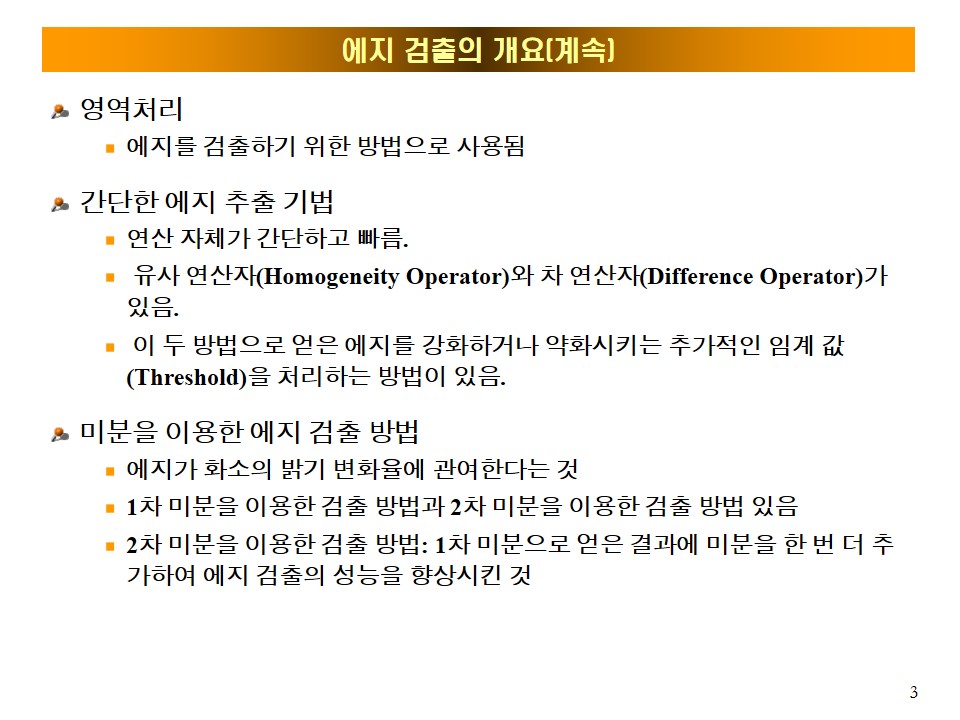 에지 검출의 개요(계속)
영역처리
에지를 검출하기 위한 방법으로 사용됨
간단한 에지 추출 기법
연산 자체가 간단하고 빠름.
유사 연산자(Homogeneity Operator)와 차 연산자(Difference Operator)가
있음.
이 두 방법으로 얻은 에지를 강화하거나 약화시키는 추가적인 임계 값
(Threshold)을 처리하는 방법이 있음.
미분을 이용한 에지 검출 방법
에지가 화소의 밝기 변화율에 관여한다는 것
1차 미분을 이용한 검출 방법과 2차 미분을 이용한 검출 방법 있음
2차 미분을 이용한 검출 방법: 1차 미분으로 얻은 결과에 미분을 한 번 더 추
가하여 에지 검출의 성능을 향상시킨 것
3